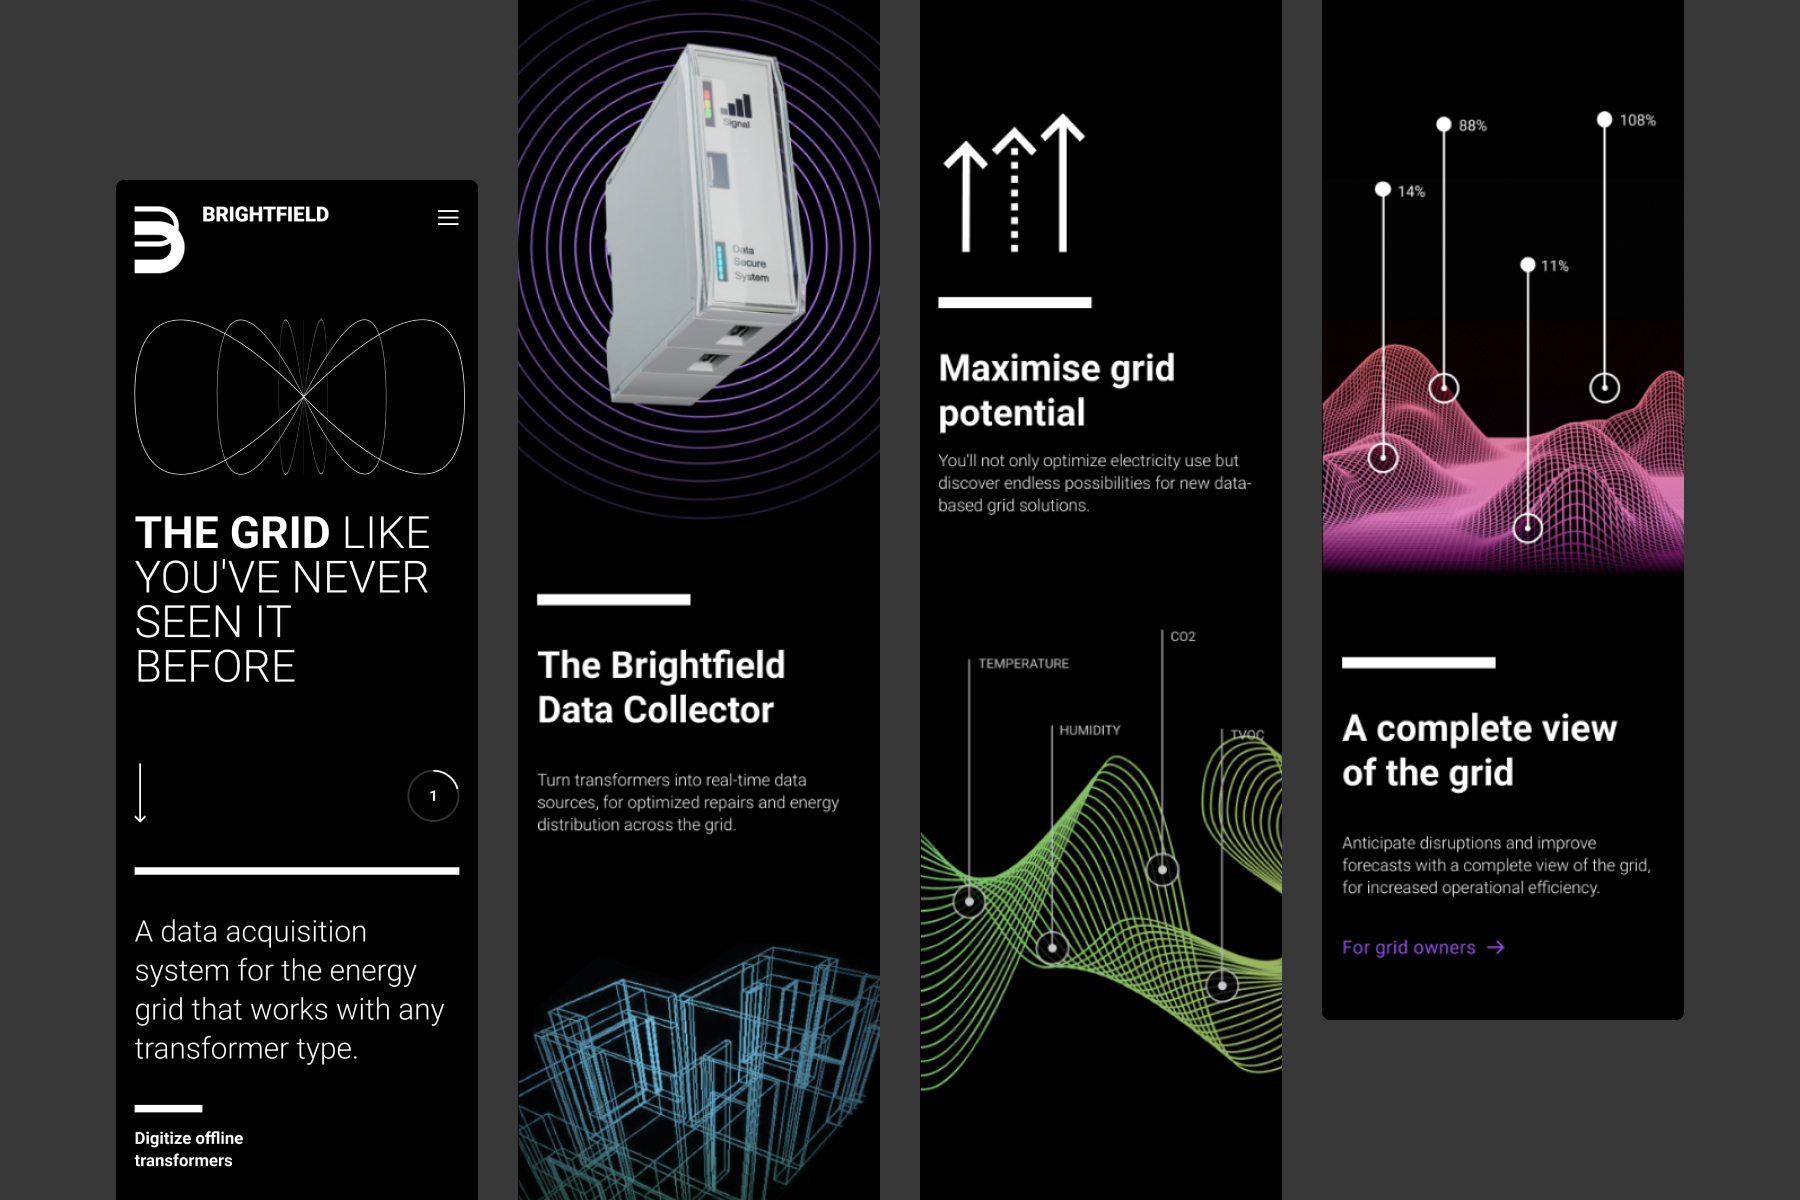 BRIGHTFIELD
THE GRID LIKE
YOU'VE NEVER
SEEN IT
BEFORE
1
A data acquisition
system for the energy
grid that works with any
transformer type.
Digitize offline
transformers
Signal
Data
Secure
System
The Brightfield
Data Collector
Turn transformers into real-time data
sources, for optimized repairs and energy
distribution across the grid.
Maximise grid
potential
You'll not only optimize electricity use but
discover endless possibilities for new data-
based grid solutions.
CO2
TEMPERATURE
HUMIDITY
TVOC
88%
108%
14%
11%
A complete view
of the grid
Anticipate disruptions and improve
forecasts with a complete view of the grid,
for increased operational efficiency.
For grid owners